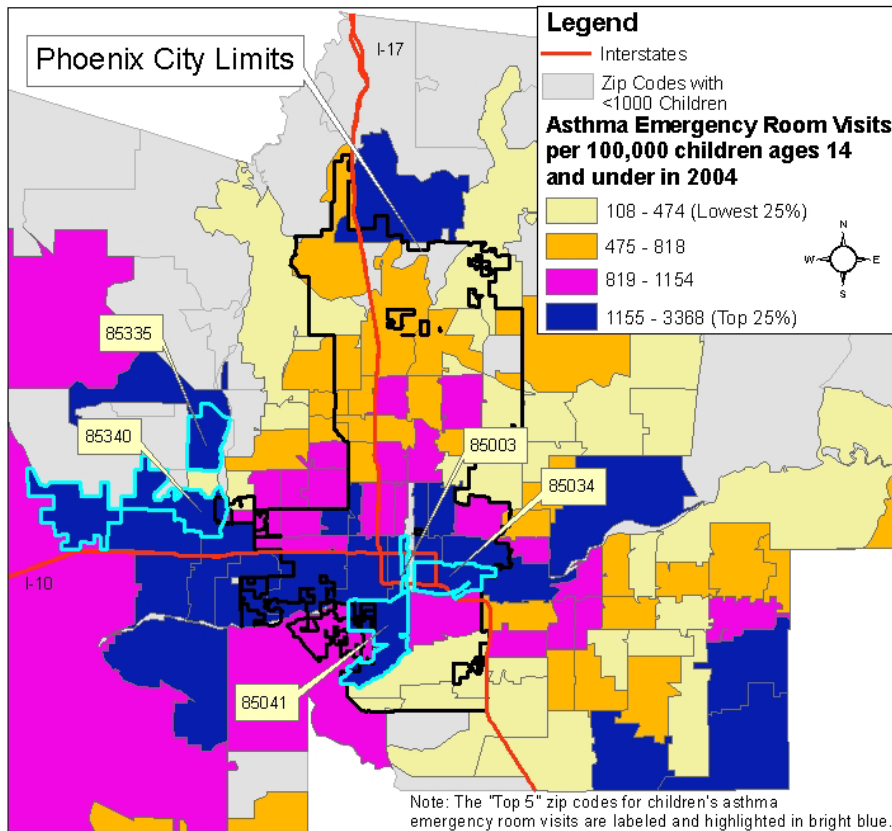 Legend
Interstates
Zip Codes with
<1000 Children
Asthma Emergency Room Visits
per 100,000 children ages 14
and under in 2004
108 - 474 (Lowest 25%)
475 - 818
819 - 1154
1155 - 3368 (Top 25%)
N
W
E
S
I-17
Phoenix City Limits
85335
85340
85003
85034
I-10
85041
Note: The "Top 5" zip codes for children's asthma
emergency room visits are labeled and highlighted in bright blue.